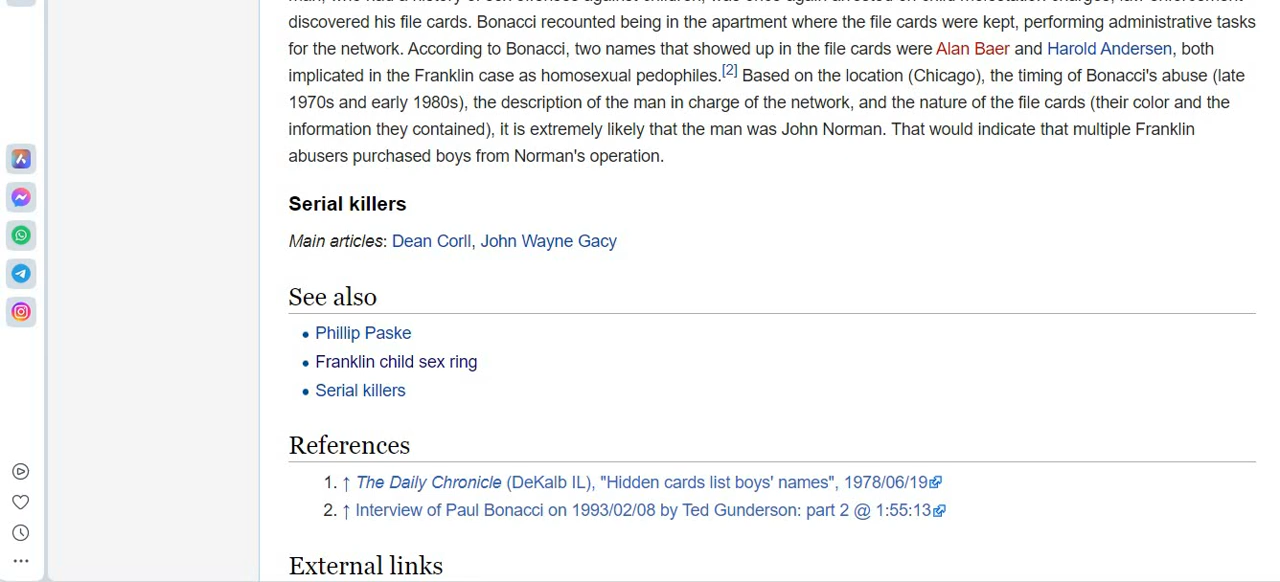 discovered his file cards. Bonacci recounted being in the apartment where the file cards were kept, performing administrative tasks
for the network. According to Bonacci, two names that showed up in the file cards were Alan Baer and Harold Andersen, both
implicated in the Franklin case as homosexual pedophiles.[2] Based on the location (Chicago), the timing of Bonacci's abuse (late
1970s and early 1980s), the description of the man in charge of the network, and the nature of the file cards (their color and the
information they contained), it is extremely likely that the man was John Norman. That would indicate that multiple Franklin
abusers purchased boys from Norman's operation.
Serial killers
Main articles: Dean Corll, John Wayne Gacy
See also
• Phillip Paske
• Franklin child sex ring
• Serial killers
References
1. ↑ The Daily Chronicle (DeKalb IL), "Hidden cards list boys' names", 1978/06/19
2. ↑ Interview of Paul Bonacci on 1993/02/08 by Ted Gunderson: part 2 @ 1:55:13
External links